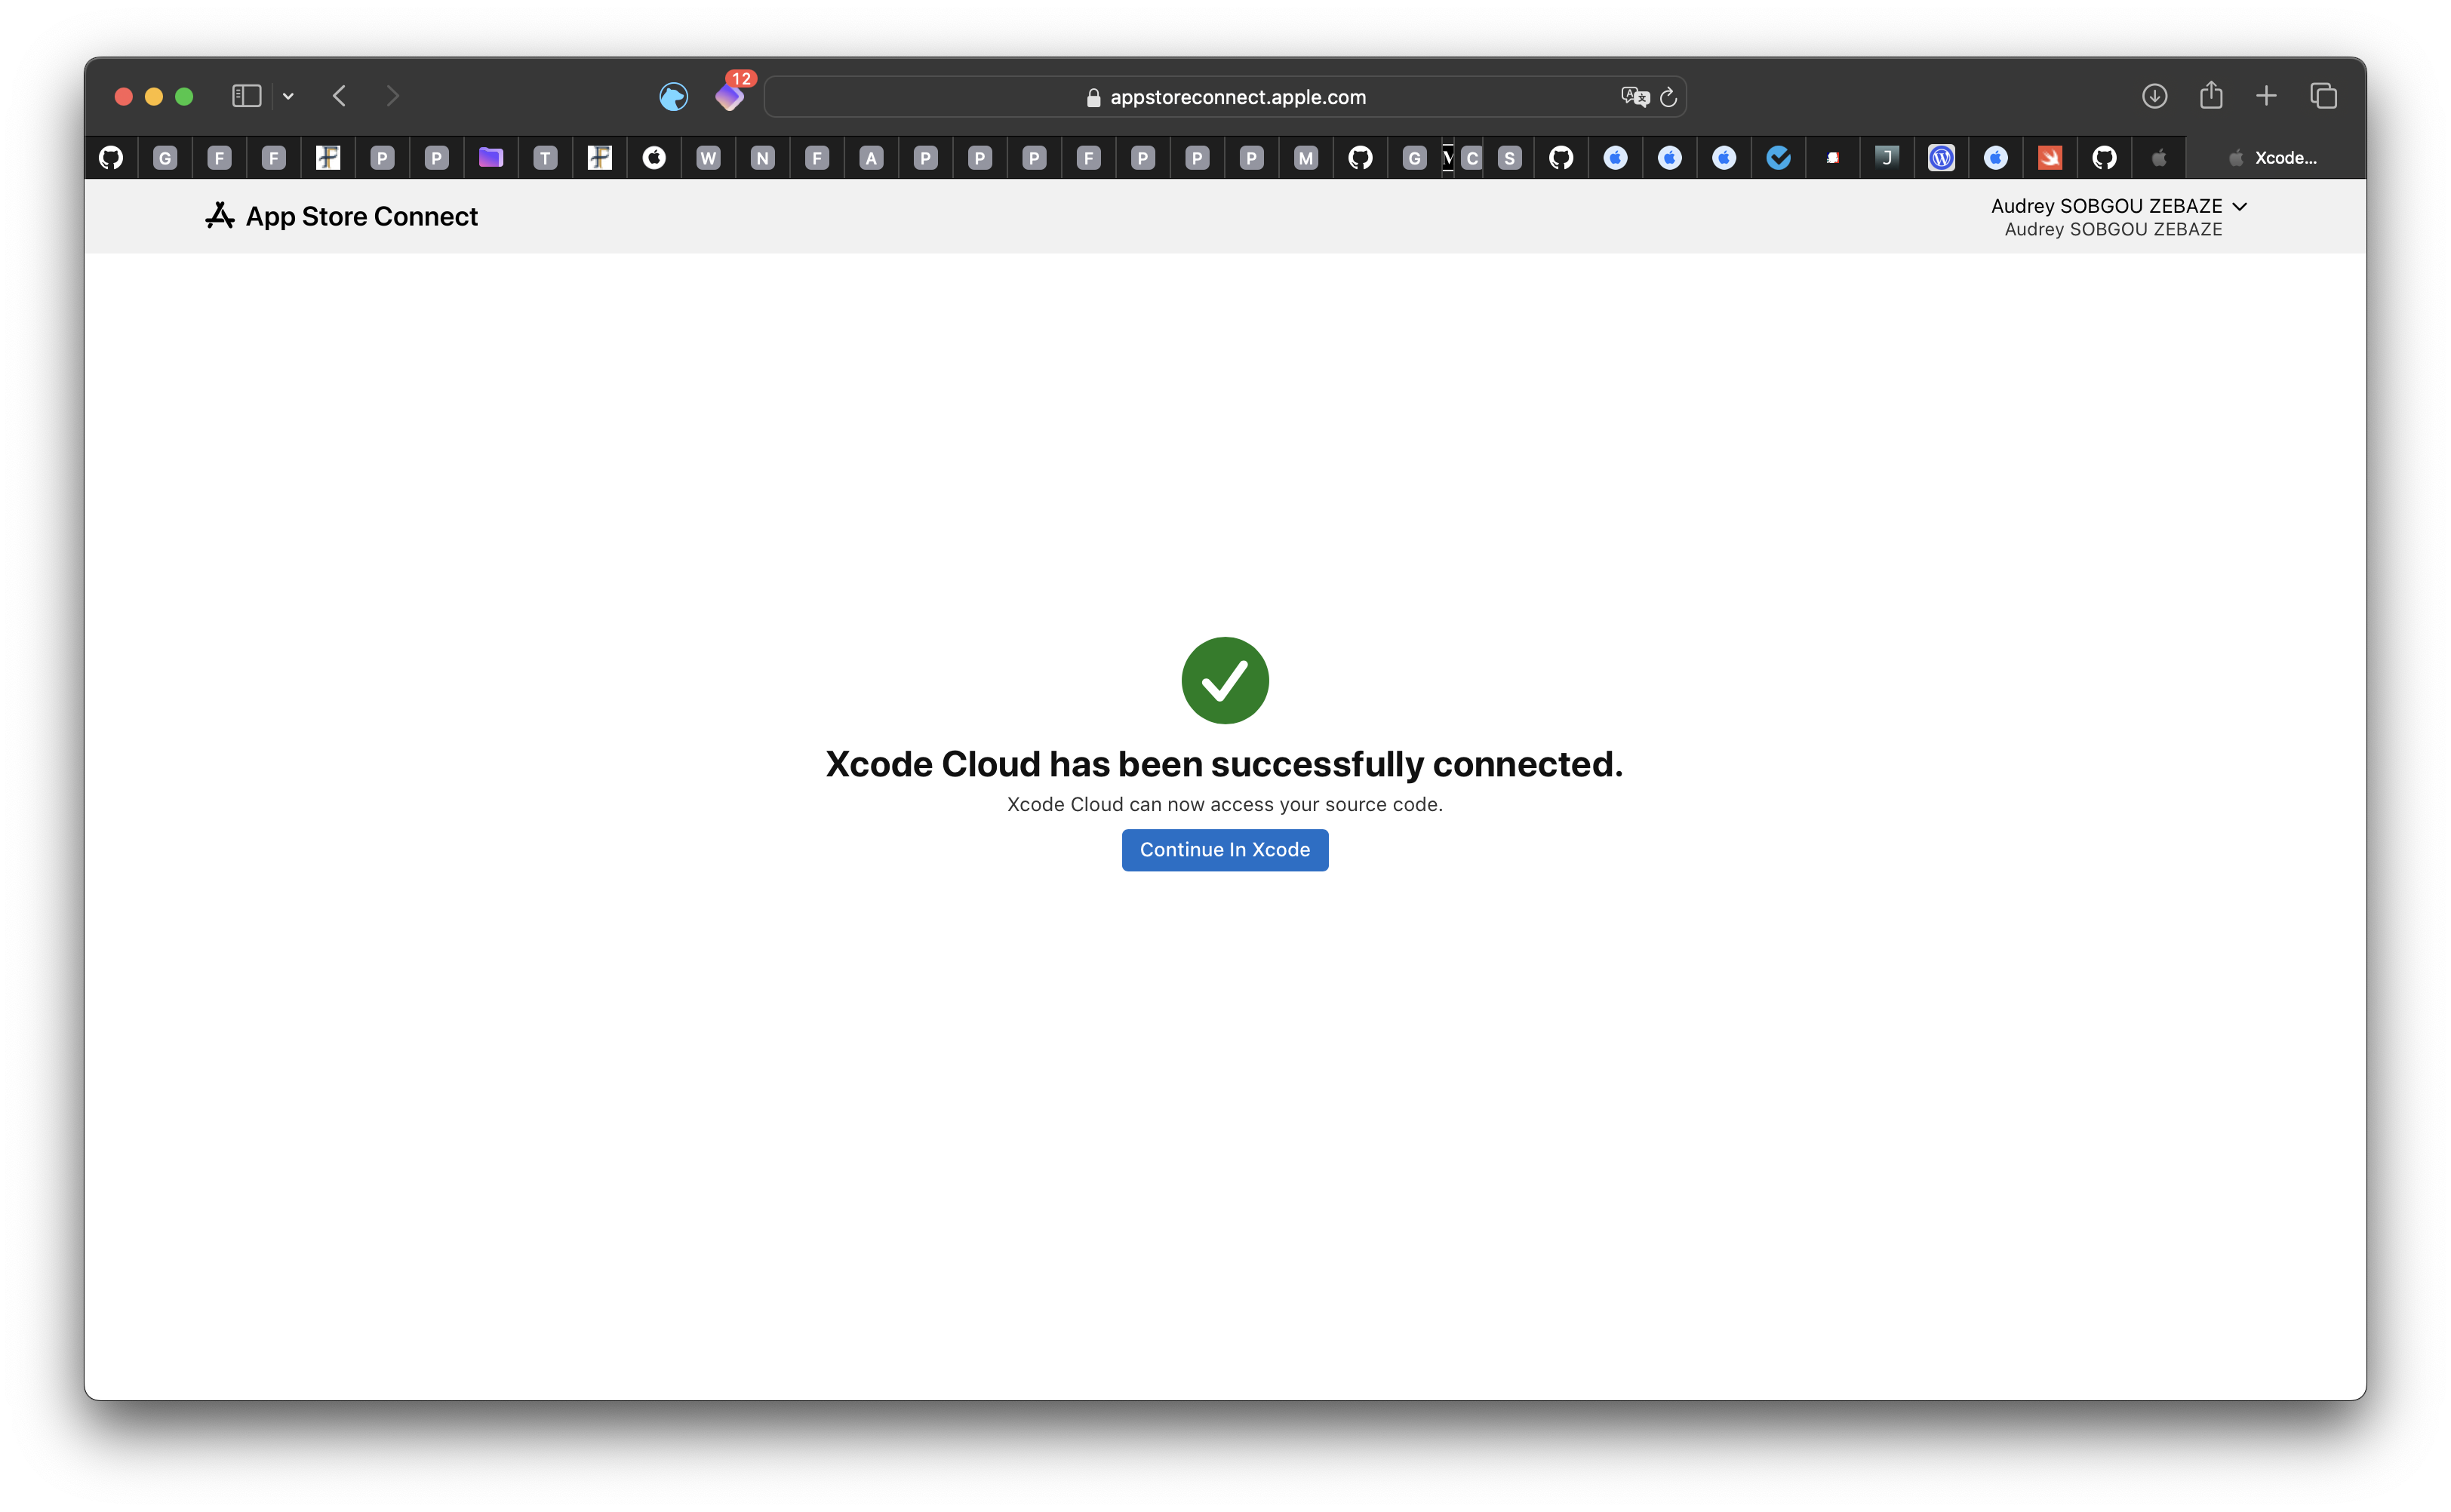 12
appstoreconnect.apple.com
G F F P P T W N F A P P P F P P P M G M C S J Xcode...
App Store Connect
Audrey SOBGOU ZEBAZE
Audrey SOBGOU ZEBAZE
Xcode Cloud has been successfully connected.
Xcode Cloud can now access your source code.
Continue In Xcode